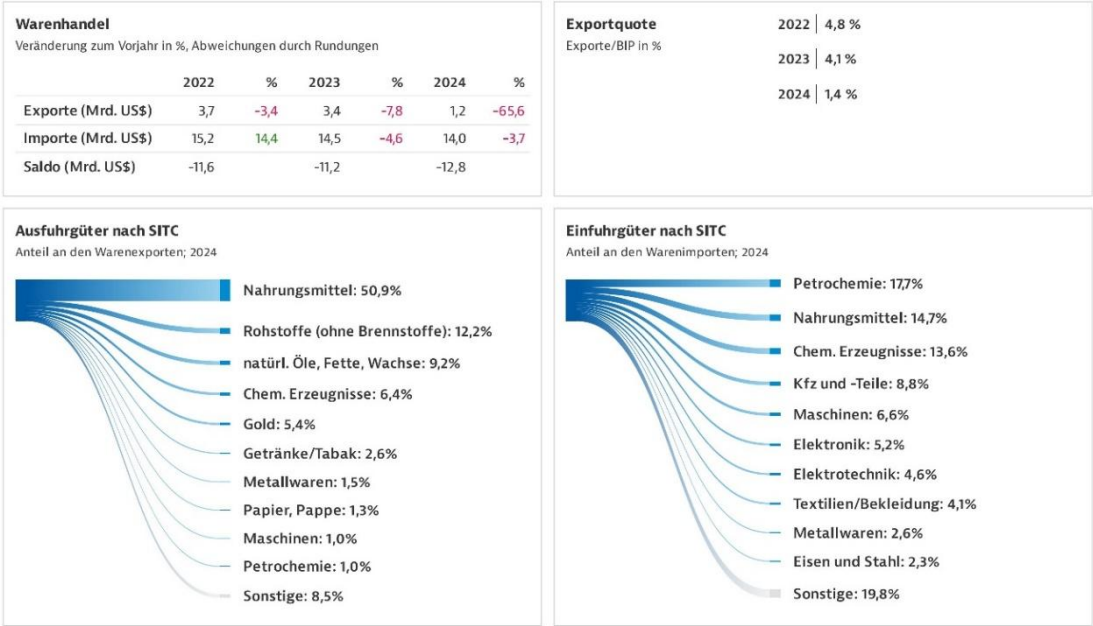 Warenhandel
Veränderung zum Vorjahr in %, Abweichungen durch Rundungen
2022 % 2023 % 2024 %
Exporte (Mrd. US$) 3,7 -3,4 3,4 -7,8 1,2 -65,6
Importe (Mrd. US$) 15,2 14,4 14,5 -4,6 14,0 -3,7
Saldo (Mrd. US$) -11,6 -11,2 -12,8
Exportquote
Exporte/BIP in %
2022 4,8 %
2023 4,1 %
2024 1,4 %
Ausfuhrgüter nach SITC
Anteil an den Warenexporten; 2024
Nahrungsmittel: 50,9%
Rohstoffe (ohne Brennstoffe): 12,2%
natürl. Öle, Fette, Wachse: 9,2%
Chem. Erzeugnisse: 6,4%
Gold: 5,4%
Getränke/Tabak: 2,6%
Metallwaren: 1,5%
Papier, Pappe: 1,3%
Maschinen: 1,0%
Petrochemie: 1,0%
Sonstige: 8,5%
Einfuhrgüter nach SITC
Anteil an den Warenimporten; 2024
Petrochemie: 17,7%
Nahrungsmittel: 14,7%
Chem. Erzeugnisse: 13,6%
Kfz und -Teile: 8,8%
Maschinen: 6,6%
Elektronik: 5,2%
Elektrotechnik: 4,6%
Textilien/Bekleidung: 4,1%
Metallwaren: 2,6%
Eisen und Stahl: 2,3%
Sonstige: 19,8%